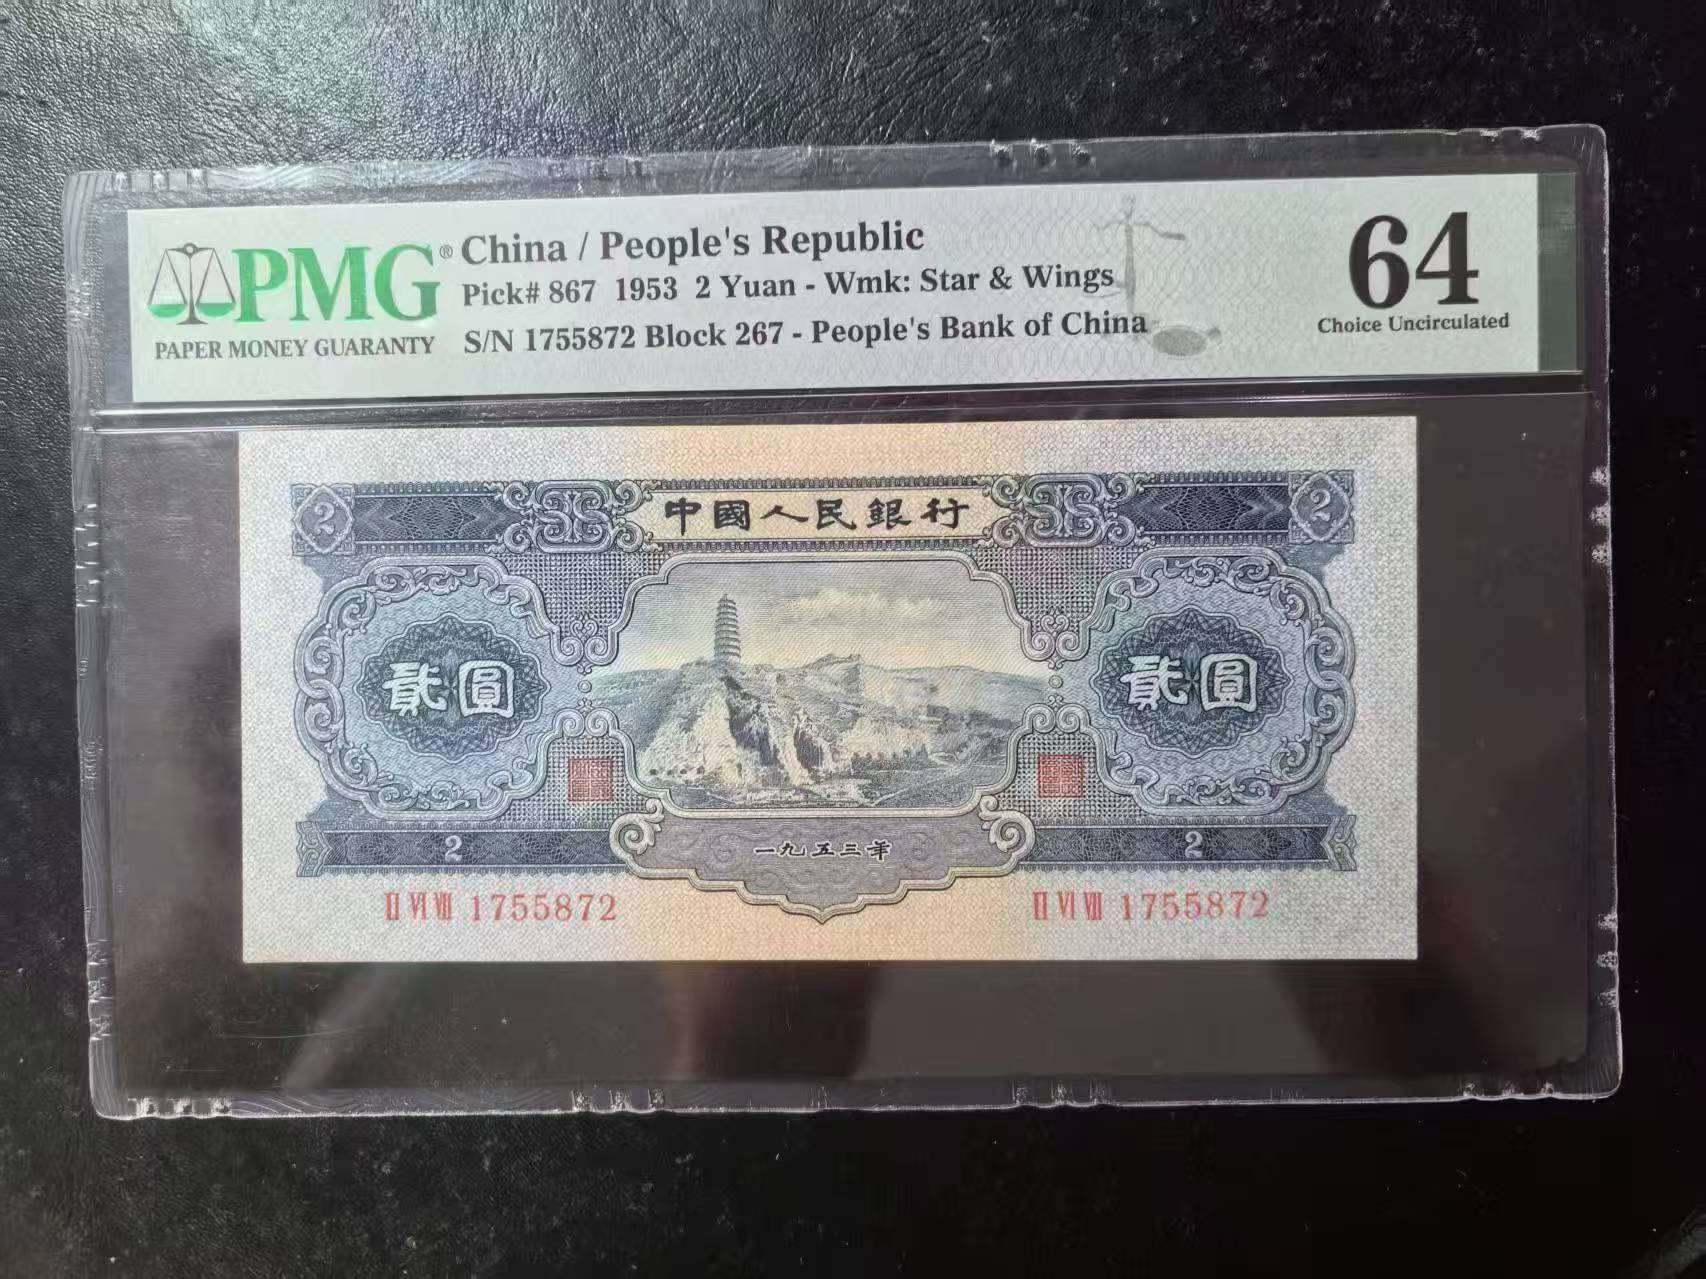 PMG®
PAPER MONEY GUARANTY
China / People's Republic
Pick# 867 1953 2 Yuan - Wmk: Star & Wings
S/N 1755872 Block 267 - People's Bank of China
64
Choice Uncirculated
中國人民銀行
2
2
貳圓
貳圓
一九五三年
2
2
II VI VII 1755872
II VI VII 1755872